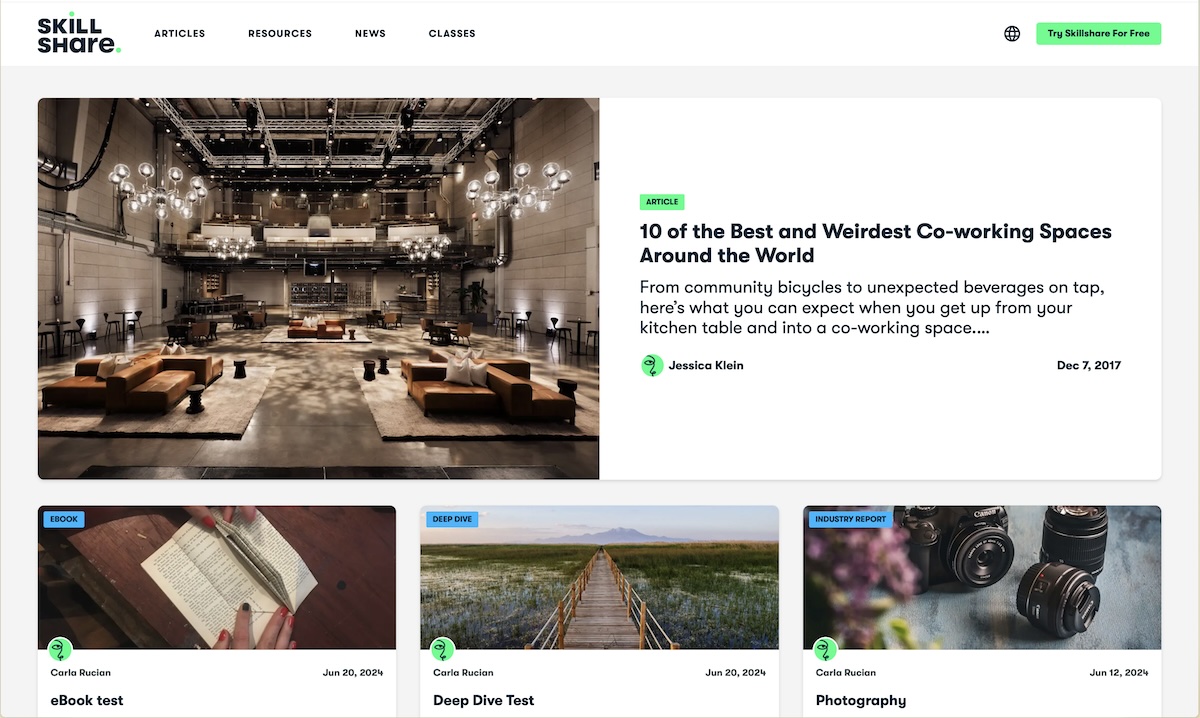 SKILL
SHare.
ARTICLES
RESOURCES
NEWS
CLASSES
Try Skillshare For Free
ARTICLE
10 of the Best and Weirdest Co-working Spaces
Around the World
From community bicycles to unexpected beverages on tap,
here’s what you can expect when you get up from your
kitchen table and into a co-working space....
Jessica Klein
Dec 7, 2017
EBOOK
DEEP DIVE
INDUSTRY REPORT
Canon
Carla Rucian
Jun 20, 2024
Carla Rucian
Jun 20, 2024
Carla Rucian
Jun 12, 2024
eBook test
Deep Dive Test
Photography